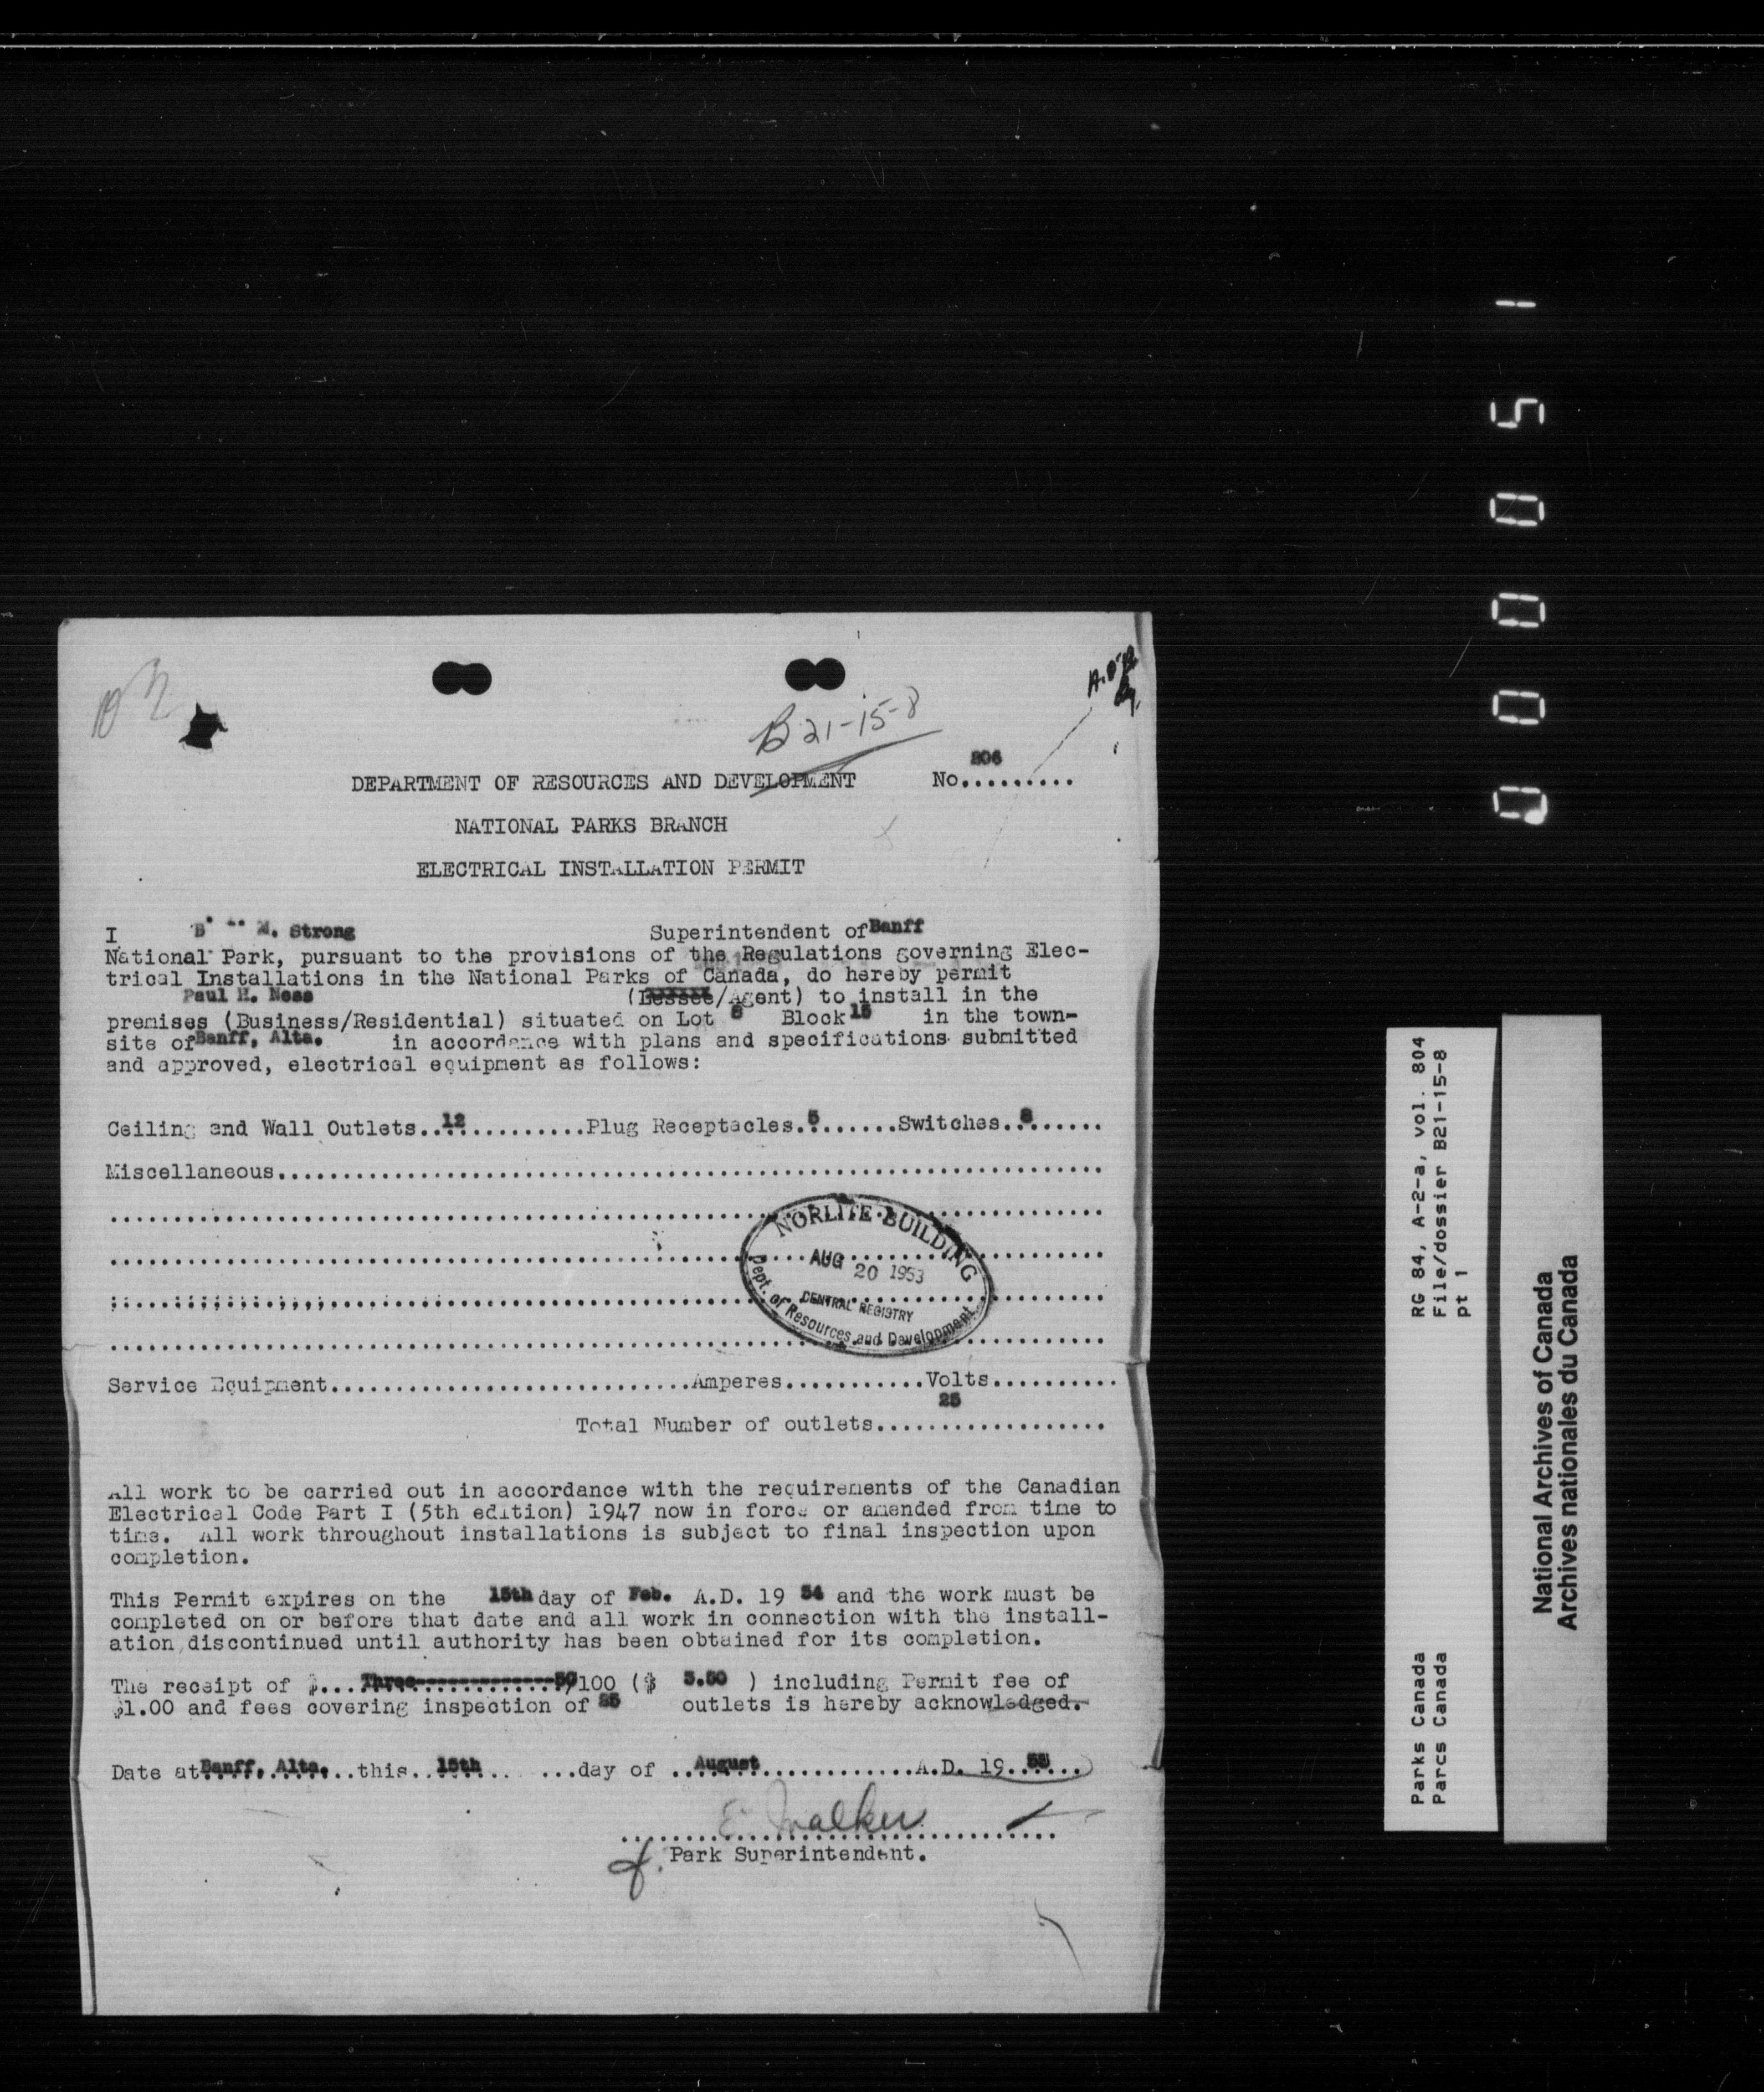 B 21-15-8
206
DEPARTMENT OF RESOURCES AND DEVELOPMENT No..........
NATIONAL PARKS BRANCH
ELECTRICAL INSTALLATION PERMIT
I B M. Strong Superintendent of Banff
National Park, pursuant to the provisions of the Regulations governing Elec-
trical Installations in the National Parks of Canada, do hereby permit
Paul H. Ness (Lessee/Agent) to install in the
premises (Business/Residential) situated on Lot 8 Block 15 in the town-
site of Banff, Alta. in accordance with plans and specifications submitted
and approved, electrical equipment as follows:
Ceiling and Wall Outlets..12............Plug Receptacles.5.......Switches..8.......
Miscellaneous.................................................................
NORLITE BUILDING
AUG 20 1953
CENTRAL REGISTRY
Dept. of Resources and Development
Service Equipment............................Amperes...........Volts..........
25
Total Number of outlets..................
All work to be carried out in accordance with the requirements of the Canadian
Electrical Code Part I (5th edition) 1947 now in force or amended from time to
time. All work throughout installations is subject to final inspection upon
completion.
This Permit expires on the 15th day of Feb. A.D. 19 54 and the work must be
completed on or before that date and all work in connection with the install-
ation discontinued until authority has been obtained for its completion.
The receipt of $....Three--------------50/100 ($ 3.50 ) including Permit fee of
$1.00 and fees covering inspection of 25 outlets is hereby acknowledged.
Date at Banff, Alta...this..15th.......day of ..August............A.D. 19..53....
E. Walker
f. Park Superintendent.
RG 84, A-2-a, vol. 804
File/dossier B21-15-8
pt 1
Parks Canada
Parcs Canada
National Archives of Canada
Archives nationales du Canada
000051